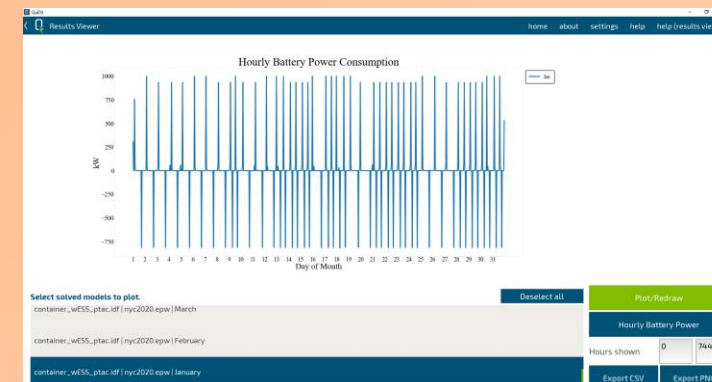 QuESt
Results Viewer
home about settings help help (results vie
Hourly Battery Power Consumption
Jan
1000
750
500
250
0
−250
−500
−750
kW
1 2 3 4 5 6 7 8 9 10 11 12 13 14 15 16 17 18 19 20 21 22 23 24 25 26 27 28 29 30 31
Day of Month
Select solved models to plot.
Deselect all
Plot/Redraw
container_wESS_ptac.idf | nyc2020.epw | March
Hourly Battery Power
container_wESS_ptac.idf | nyc2020.epw | February
Hours shown 0 744
container_wESS_ptac.idf | nyc2020.epw | January
Export CSV Export PNG